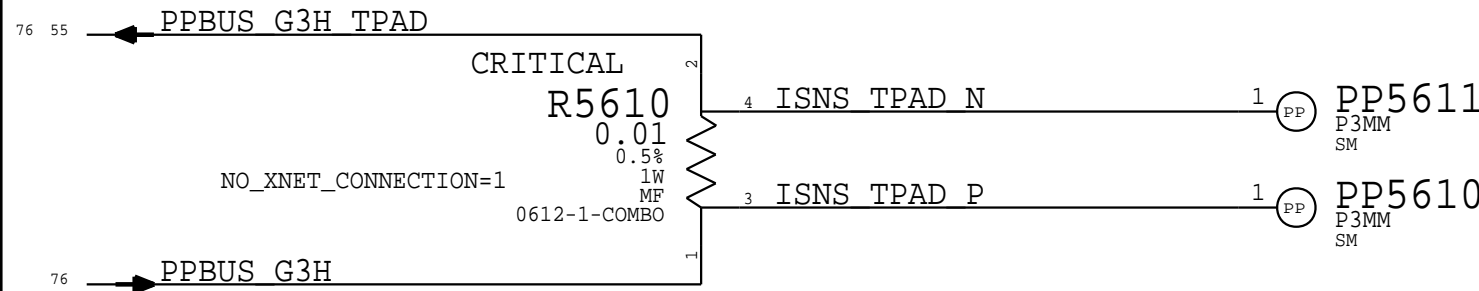 76 55 PPBUS_G3H_TPAD
CRITICAL
2
R5610
4 ISNS_TPAD_N
1 PP PP5611
0.01
P3MM
0.5%
SM
1W
NO_XNET_CONNECTION=1
MF
3 ISNS_TPAD_P
1 PP PP5610
0612-1-COMBO
P3MM
SM
1
76 PPBUS_G3H